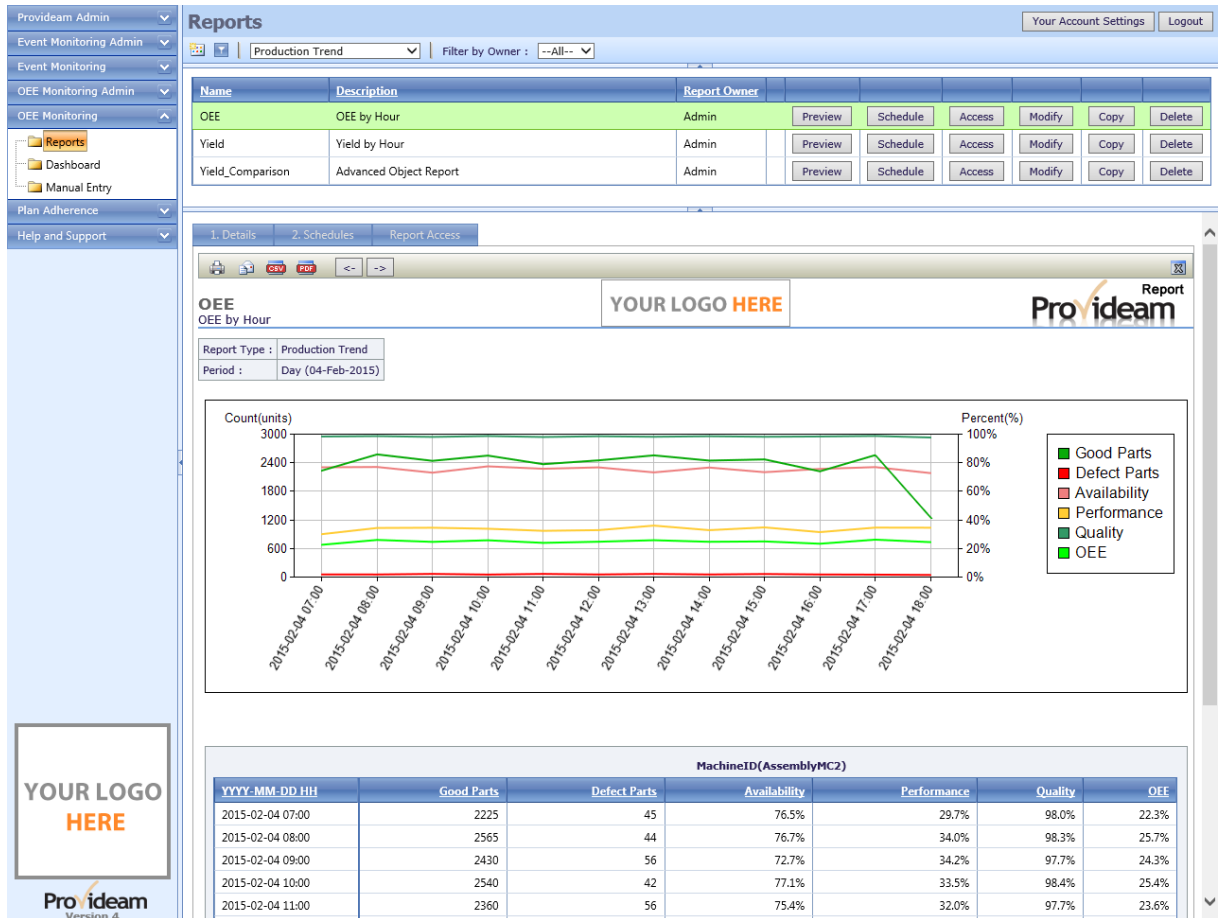 Provideam Admin
Event Monitoring Admin
Event Monitoring
OEE Monitoring Admin
OEE Monitoring
Reports
Dashboard
Manual Entry
Plan Adherence
Help and Support
YOUR LOGO
HERE
Provideam
Version 4
Reports
Your Account Settings Logout
Production Trend Filter by Owner : --All--
Name Description Report Owner
OEE OEE by Hour Admin Preview Schedule Access Modify Copy Delete
Yield Yield by Hour Admin Preview Schedule Access Modify Copy Delete
Yield_Comparison Advanced Object Report Admin Preview Schedule Access Modify Copy Delete
1. Details 2. Schedules Report Access
CSV PDF <- ->
OEE
OEE by Hour
YOUR LOGO HERE
Report
Provideam
Report Type : Production Trend
Period : Day (04-Feb-2015)
Count(units) Percent(%)
3000 100%
2400 80%
1800 60%
1200 40%
600 20%
0 0%
Good Parts
Defect Parts
Availability
Performance
Quality
OEE
2015-02-04 07:00
2015-02-04 08:00
2015-02-04 09:00
2015-02-04 10:00
2015-02-04 11:00
2015-02-04 12:00
2015-02-04 13:00
2015-02-04 14:00
2015-02-04 15:00
2015-02-04 16:00
2015-02-04 17:00
2015-02-04 18:00
MachineID(AssemblyMC2)
YYYY-MM-DD HH Good Parts Defect Parts Availability Performance Quality OEE
2015-02-04 07:00 2225 45 76.5% 29.7% 98.0% 22.3%
2015-02-04 08:00 2565 44 76.7% 34.0% 98.3% 25.7%
2015-02-04 09:00 2430 56 72.7% 34.2% 97.7% 24.3%
2015-02-04 10:00 2540 42 77.1% 33.5% 98.4% 25.4%
2015-02-04 11:00 2360 56 75.4% 32.0% 97.7% 23.6%